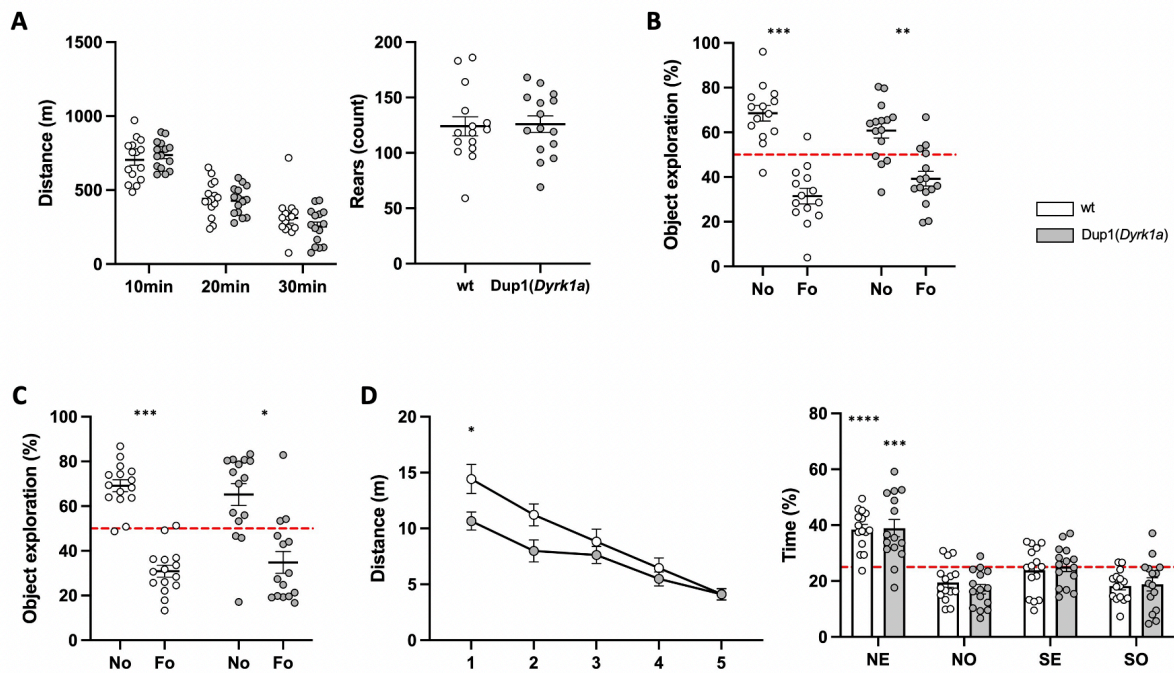 A
Distance (m)
1500
1000
500
0
10min 20min 30min
Rears (count)
200
150
100
50
0
wt Dup1(Dyrk1a)
B
*** **
Object exploration (%)
100
80
60
40
20
0
No Fo No Fo
wt
Dup1(Dyrk1a)
C
*** *
Object exploration (%)
100
80
60
40
20
0
No Fo No Fo
D
*
Distance (m)
20
15
10
5
0
1 2 3 4 5
****
***
Time (%)
80
60
40
20
0
NE NO SE SO